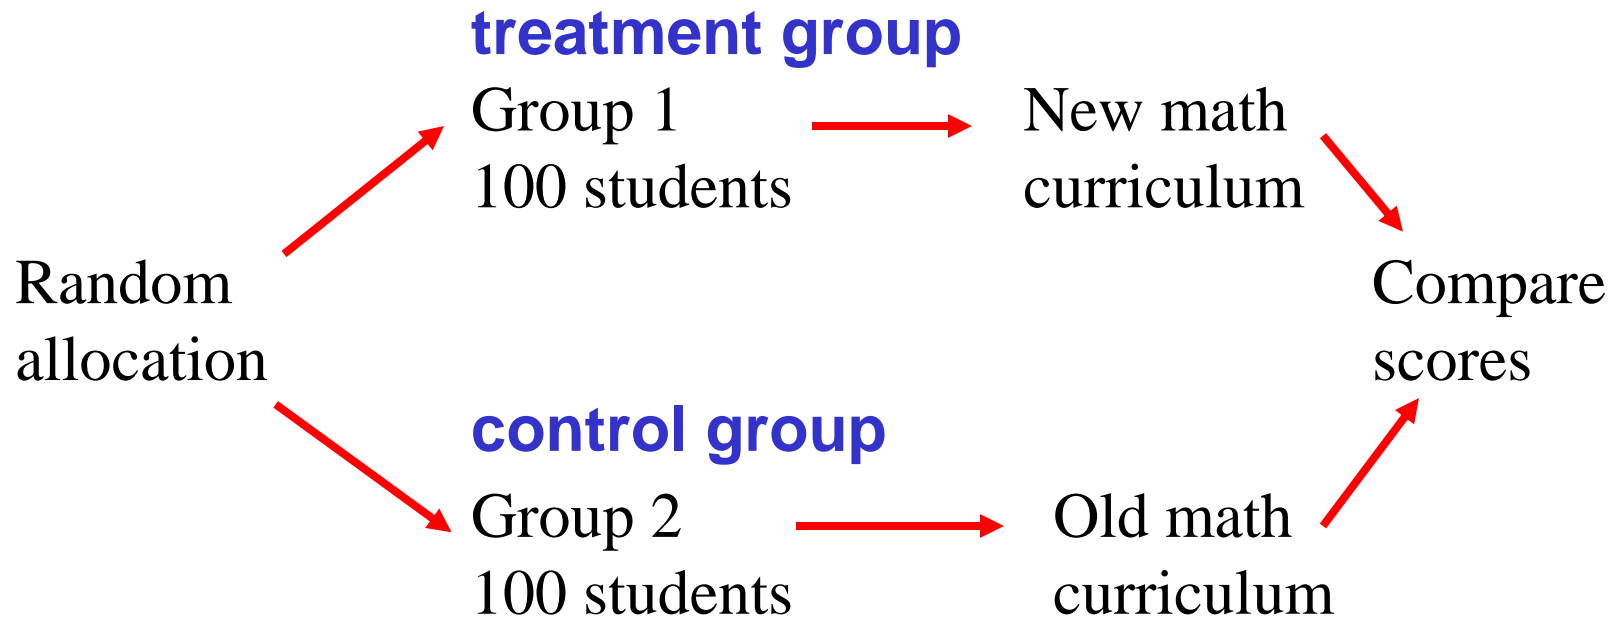 treatment group
Group 1
100 students
New math
curriculum
Random
allocation
Compare
scores
control group
Group 2
100 students
Old math
curriculum